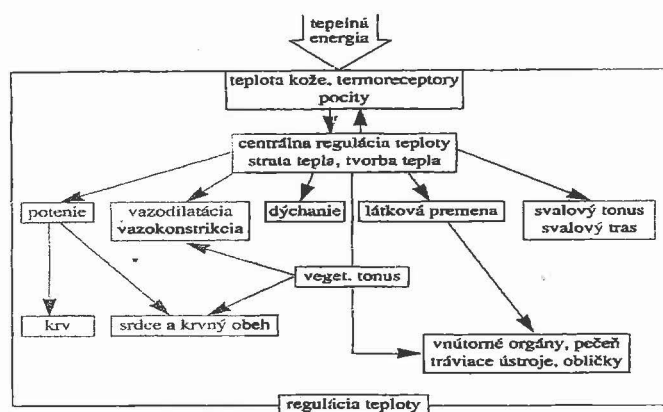 tepelná
energia
teplota kože, termoreceptory
pocity
centrálna regulácia teploty
strata tepla, tvorba tepla
potenie
vazodilatácia
vazokonstrikcia
dýchanie
látková premena
svalový tonus
svalový tras
veget. tonus
krv
srdce a krvný obeh
vnútorné orgány, pečeň
tráviace ústroje, obličky
regulácia teploty